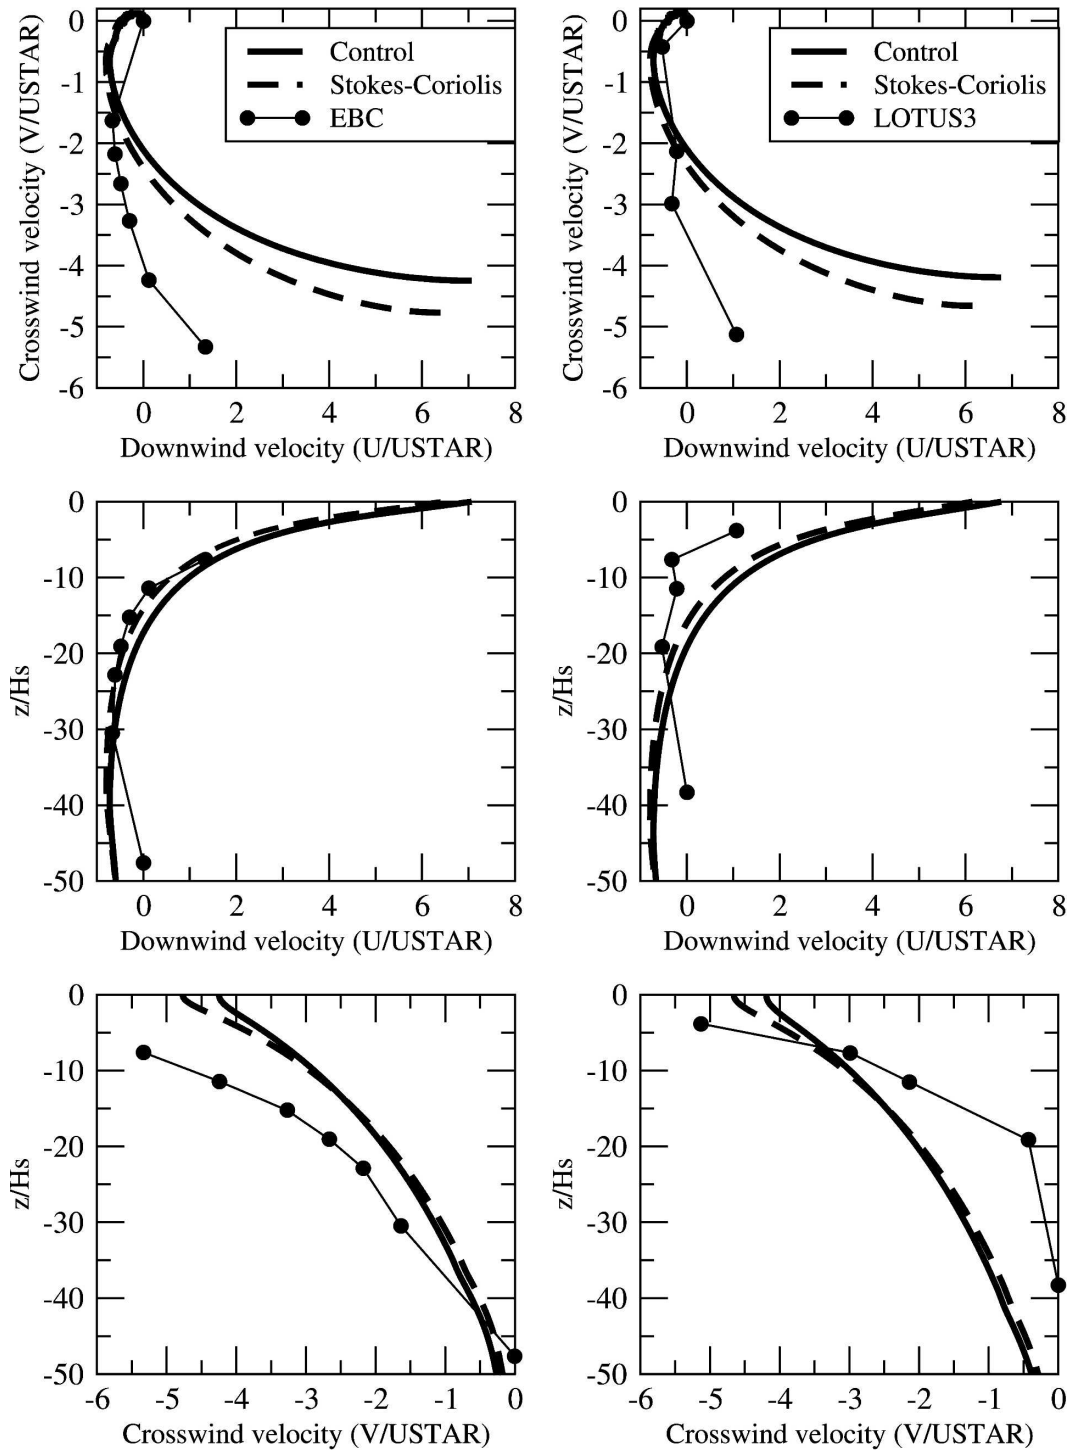 Crosswind velocity (V/USTAR)
0
-1
-2
-3
-4
-5
-6
Control
Stokes-Coriolis
EBC
0 2 4 6 8
Downwind velocity (U/USTAR)
Crosswind velocity (V/USTAR)
0
-1
-2
-3
-4
-5
-6
Control
Stokes-Coriolis
LOTUS3
0 2 4 6 8
Downwind velocity (U/USTAR)
z/Hs
0
-10
-20
-30
-40
-50
0 2 4 6 8
Downwind velocity (U/USTAR)
z/Hs
0
-10
-20
-30
-40
-50
0 2 4 6 8
Downwind velocity (U/USTAR)
z/Hs
0
-10
-20
-30
-40
-50
-6 -5 -4 -3 -2 -1 0
Crosswind velocity (V/USTAR)
z/Hs
0
-10
-20
-30
-40
-50
-6 -5 -4 -3 -2 -1 0
Crosswind velocity (V/USTAR)